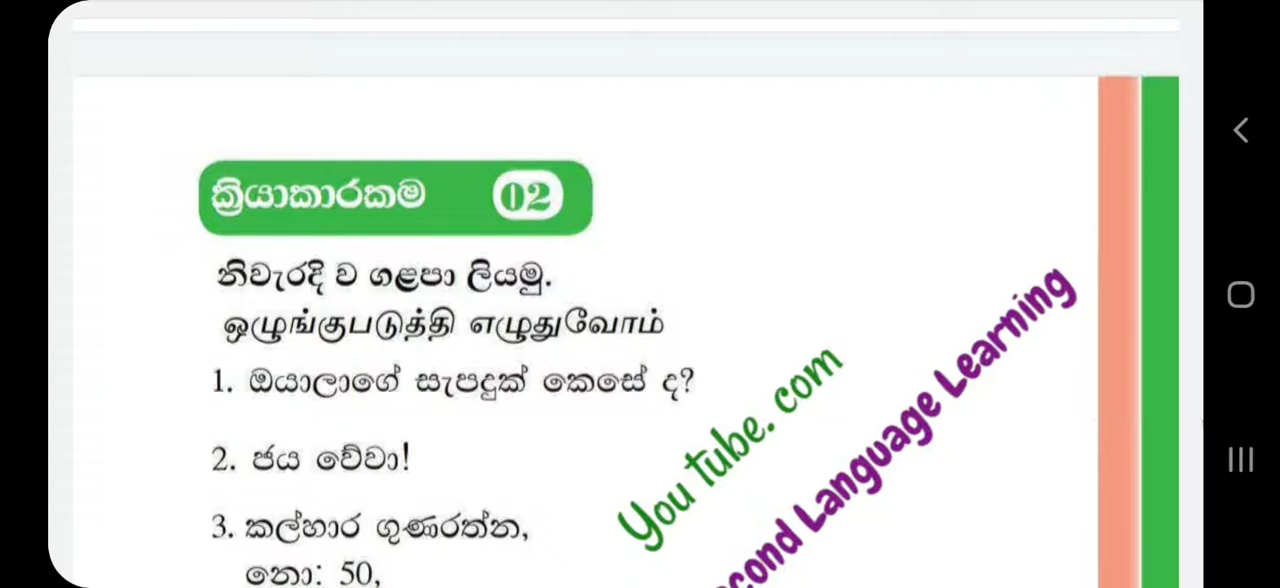 ක්‍රියාකාරකම 02
නිවැරදි ව ගළපා ලියමු.
ஒழுங்குபடுத்தி எழுதுவோம்
1. ඔයාලාගේ සැපදුක් කෙසේ ද?
2. ජය වේවා!
3. කල්හාර ගුණරත්න,
නො: 50,
You tube. com
cond Language Learning